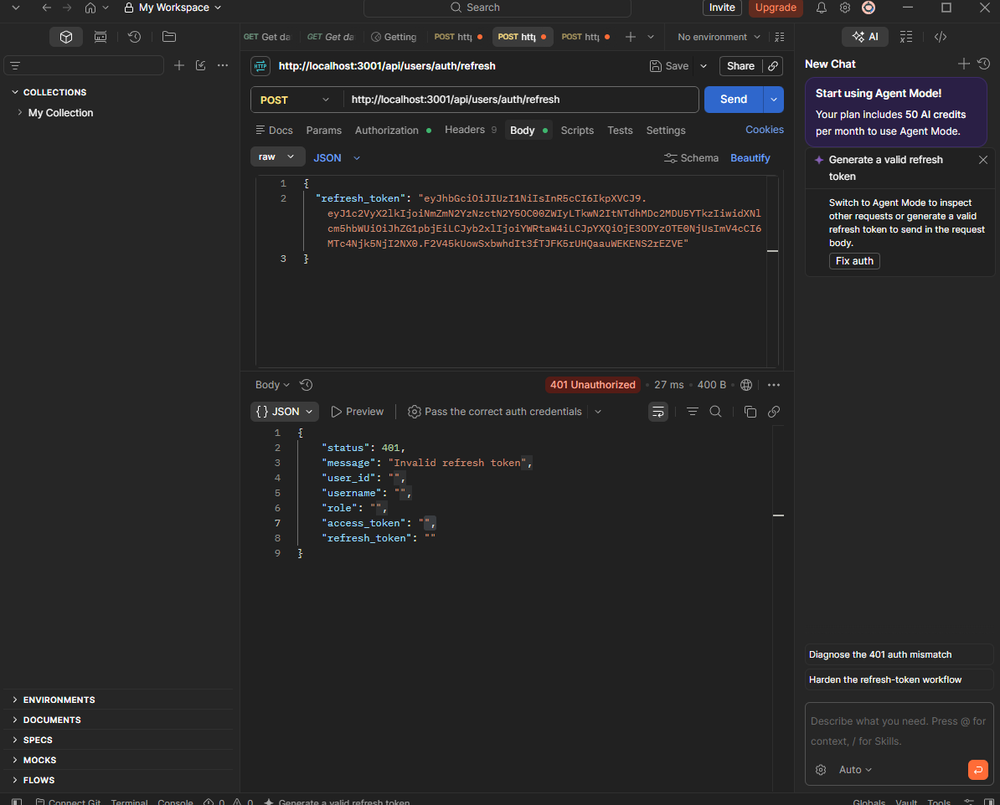 My Workspace
Search
Invite
Upgrade
GET Get da
GET Get da
Getting
POST htt
POST htt
POST htt
No environment
AI
New Chat
COLLECTIONS
My Collection
HTTP
http://localhost:3001/api/users/auth/refresh
Save
Share
POST
http://localhost:3001/api/users/auth/refresh
Send
Docs
Params
Authorization
Headers 9
Body
Scripts
Tests
Settings
Cookies
raw
JSON
Schema
Beautify
1 {
2 "refresh_token": "eyJhbGciOiJIUzI1NiIsInR5cCI6IkpXVCJ9.
3 }
Start using Agent Mode!
Your plan includes 50 AI credits
per month to use Agent Mode.
Generate a valid refresh
token
Switch to Agent Mode to inspect
other requests or generate a valid
refresh token to send in the request
body.
Fix auth
Body
401 Unauthorized
27 ms
400 B
{} JSON
Preview
Pass the correct auth credentials
1 {
2 "status": 401,
3 "message": "Invalid refresh token",
4 "user_id": "",
5 "username": "",
6 "role": "",
7 "access_token": "",
8 "refresh_token": ""
9 }
Diagnose the 401 auth mismatch
Harden the refresh-token workflow
Describe what you need. Press @ for
context, / for Skills.
Auto
ENVIRONMENTS
DOCUMENTS
SPECS
MOCKS
FLOWS
Connect Git
Terminal
Console
0
0
Generate a valid refresh token
Globals
Vault
Tools